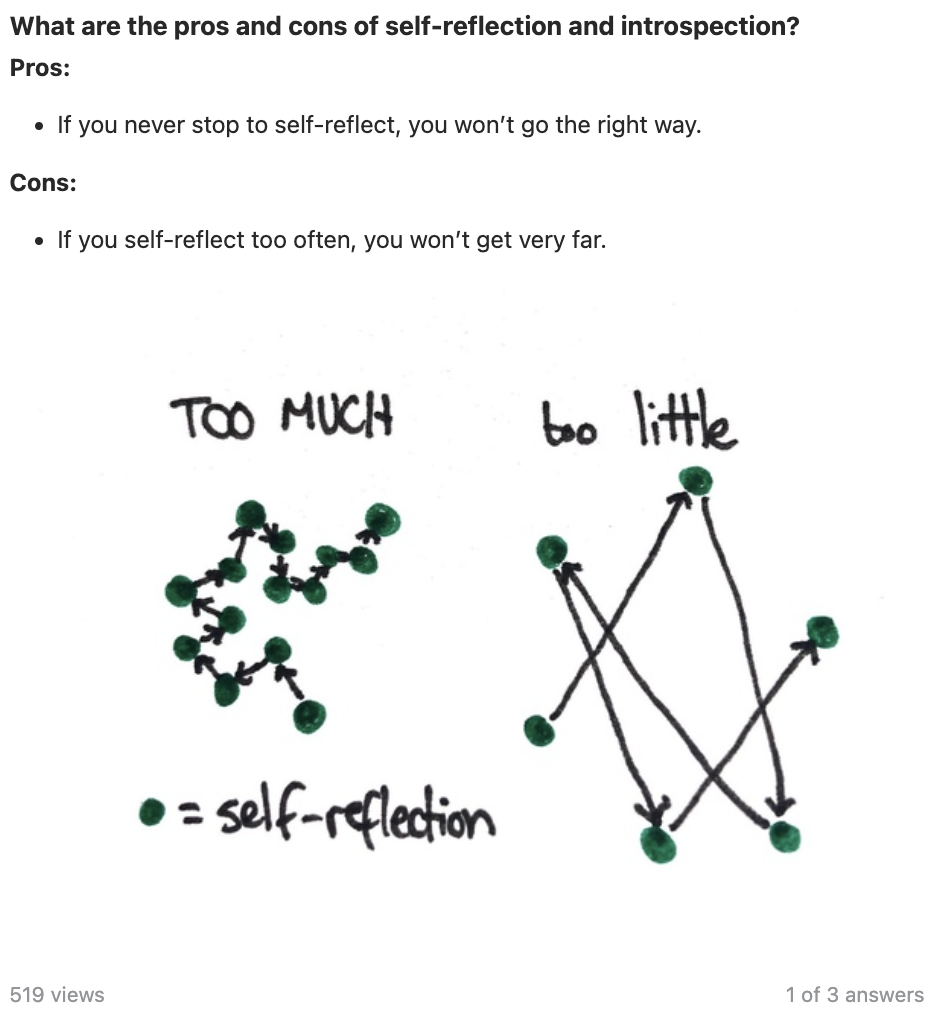 What are the pros and cons of self-reflection and introspection?
Pros:
• If you never stop to self-reflect, you won’t go the right way.
Cons:
• If you self-reflect too often, you won’t get very far.
TOO MUCH
too little
= self-reflection
519 views
1 of 3 answers